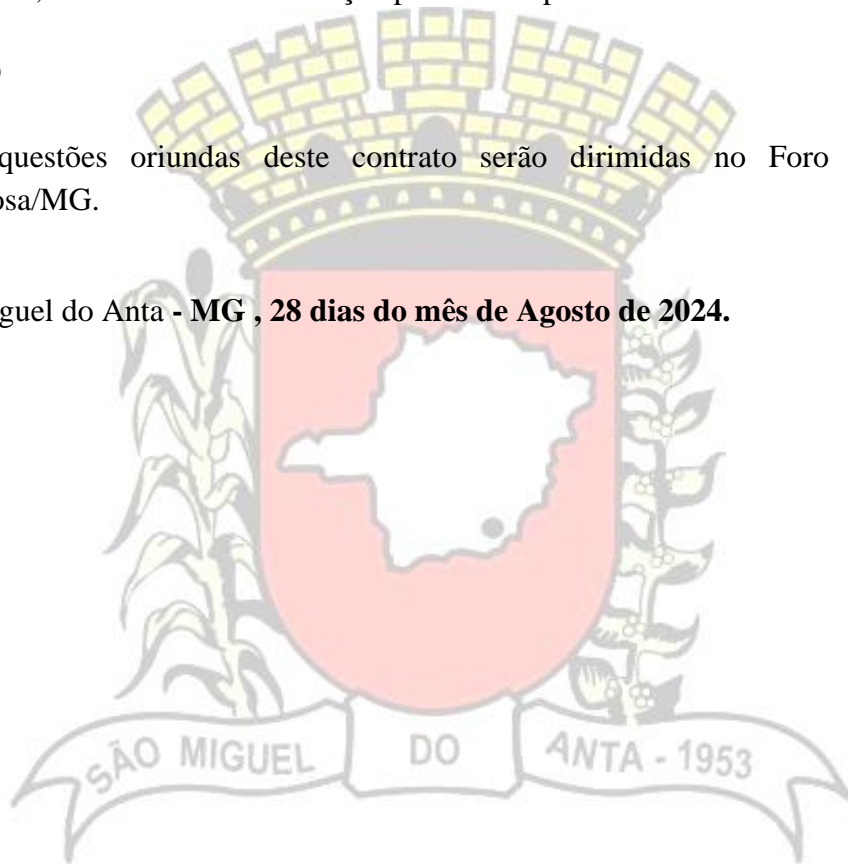 questões oriundas deste contrato serão dirimidas no Foro
osa/MG.
guel do Anta - MG , 28 dias do mês de Agosto de 2024.
SÃO MIGUEL DO ANTA - 1953